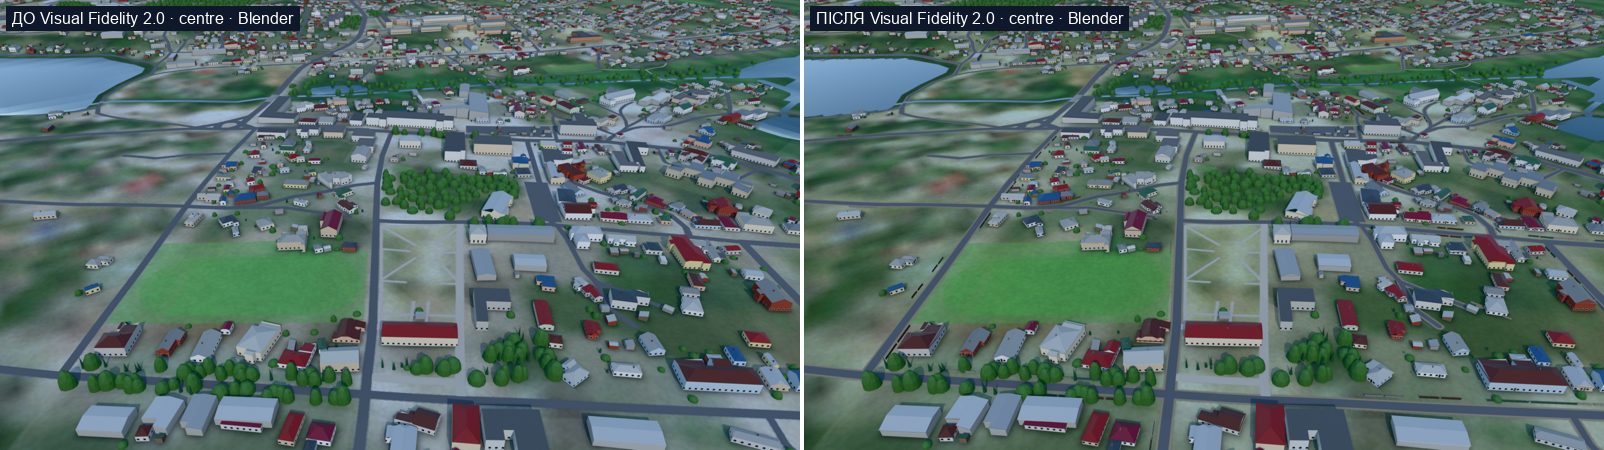 ДО Visual Fidelity 2.0 · centre · Blender
ПІСЛЯ Visual Fidelity 2.0 · centre · Blender